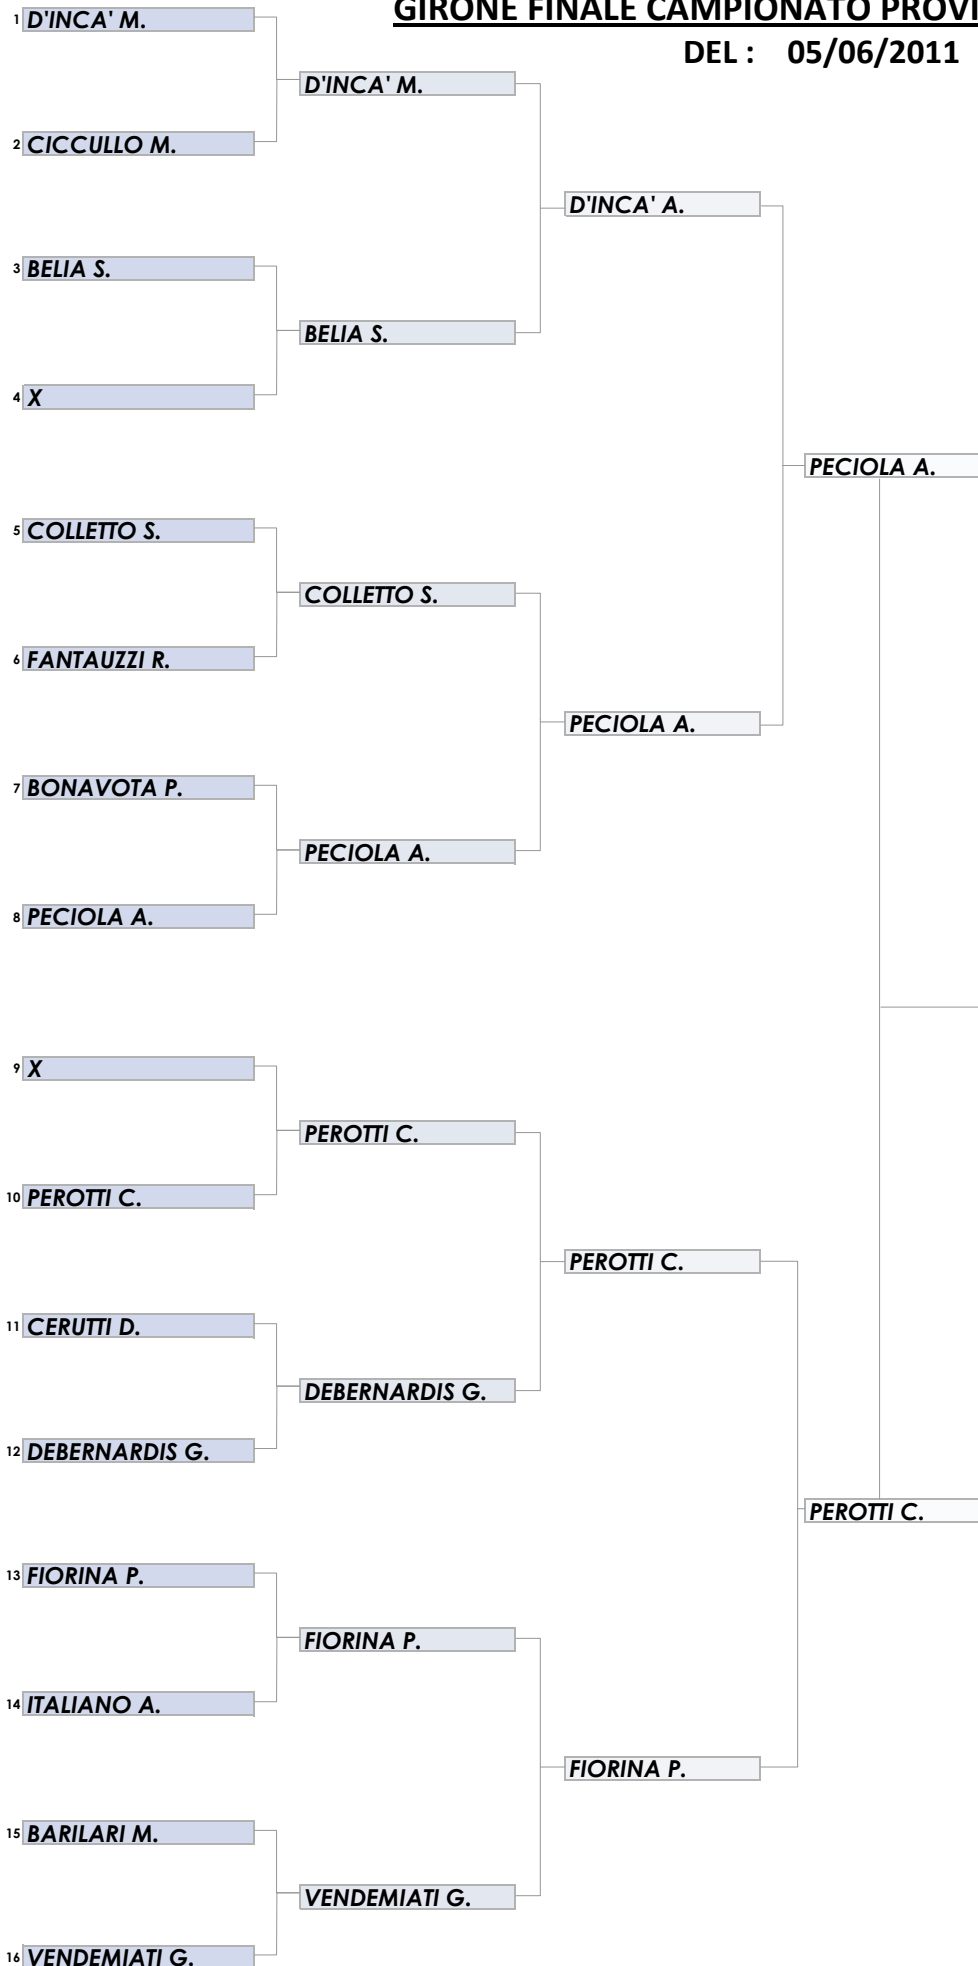 GIRONE FINALE CAMPIONATO PROVI
DEL : 05/06/2011
1 D'INCA' M.
D'INCA' M.
2 CICCULLO M.
D'INCA' A.
3 BELIA S.
BELIA S.
4 X
PECIOLA A.
5 COLLETTO S.
COLLETTO S.
6 FANTAUZZI R.
PECIOLA A.
7 BONAVOTA P.
PECIOLA A.
8 PECIOLA A.
9 X
PEROTTI C.
10 PEROTTI C.
PEROTTI C.
11 CERUTTI D.
DEBERNARDIS G.
12 DEBERNARDIS G.
PEROTTI C.
13 FIORINA P.
FIORINA P.
14 ITALIANO A.
FIORINA P.
15 BARILARI M.
VENDEMIATI G.
16 VENDEMIATI G.